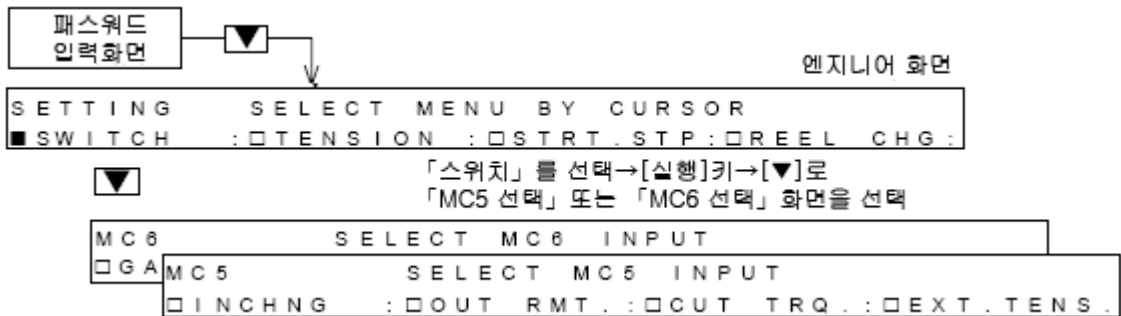 패스워드
입력화면
▼
엔지니어 화면
SETTING SELECT MENU BY CURSOR
■SWITCH :□TENSION :□STRT.STP:□REEL CHG:
▼
「스위치」를 선택→[실행]키→[▼]로
「MC5 선택」또는 「MC6 선택」화면을 선택
MC6 SELECT MC6 INPUT
□GA
MC5 SELECT MC5 INPUT
□INCHNG :□OUT RMT.:□CUT TRQ.:□EXT.TENS.